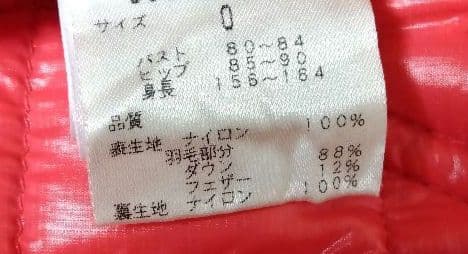 サイズ 0
バスト 80~84
ヒップ 85~90
身長 156~164
品質
表生地 ナイロン 100%
羽毛部分
ダウン 88%
フェザー 12%
裏生地 ナイロン 100%